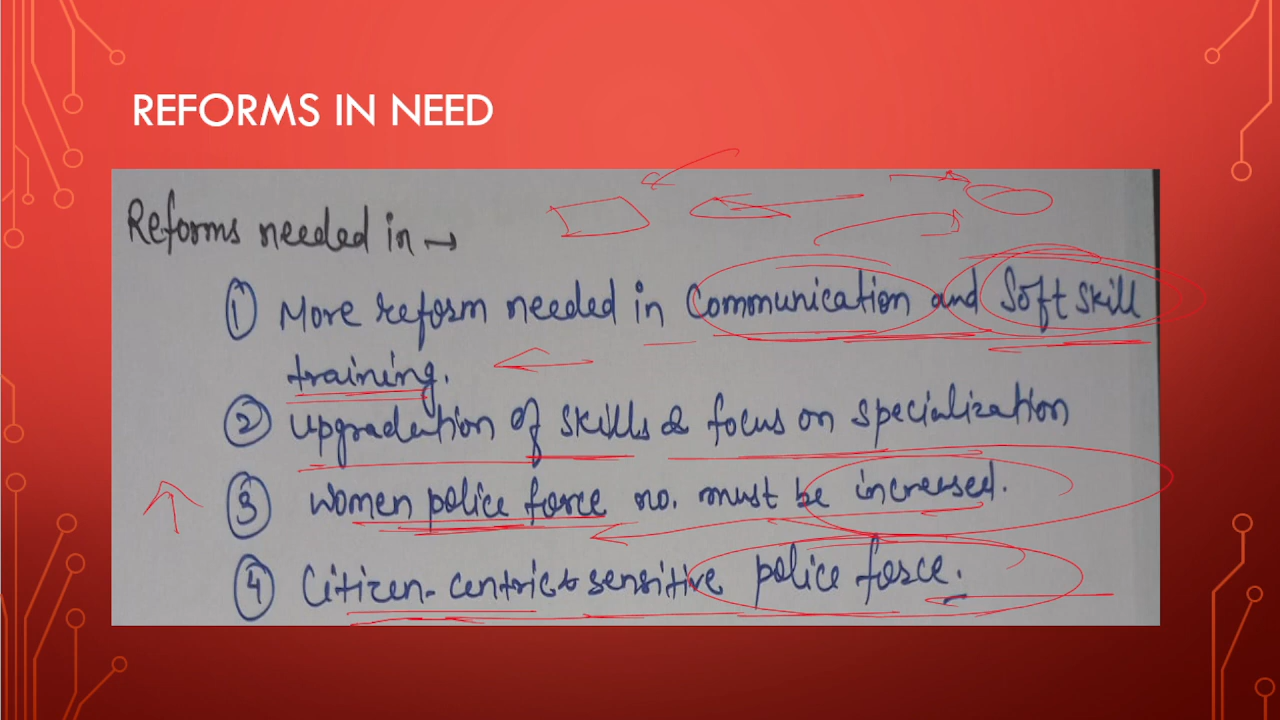 REFORMS IN NEED
Reforms needed in →
① More reform needed in Communication and Soft skill
training.
② Upgradation of skills & focus on specialization
③ Women police force no. must be increased.
④ Citizen-centric & sensitive police force.